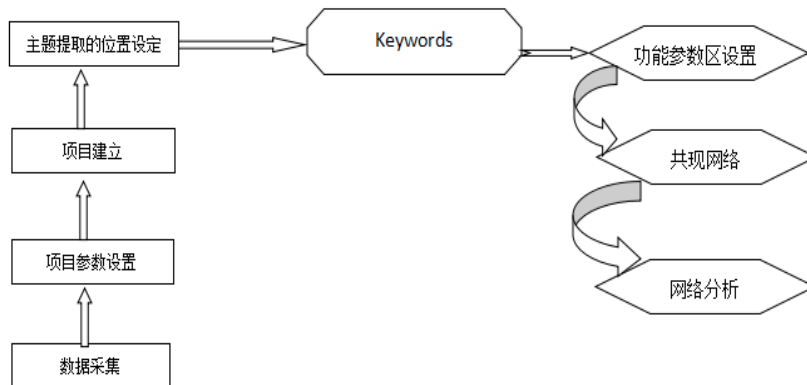 主题提取的位置设定
Keywords
功能参数区设置
项目建立
共现网络
项目参数设置
网络分析
数据采集